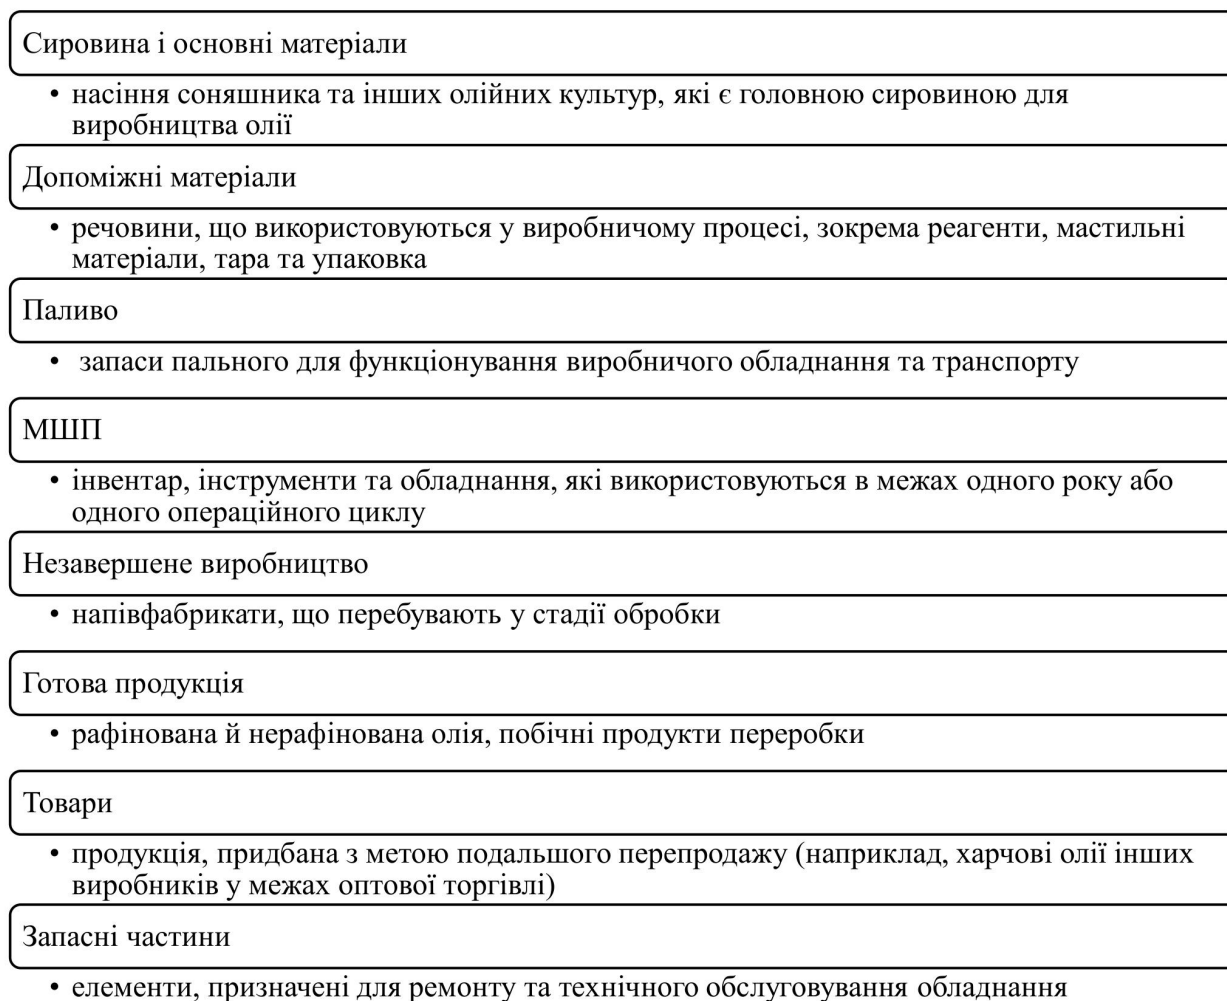 Сировина і основні матеріали
• насіння соняшника та інших олійних культур, які є головною сировиною для
виробництва олії
Допоміжні матеріали
• речовини, що використовуються у виробничому процесі, зокрема реагенти, мастильні
матеріали, тара та упаковка
Паливо
• запаси пального для функціонування виробничого обладнання та транспорту
МШП
• інвентар, інструменти та обладнання, які використовуються в межах одного року або
одного операційного циклу
Незавершене виробництво
• напівфабрикати, що перебувають у стадії обробки
Готова продукція
• рафінована й нерафінована олія, побічні продукти переробки
Товари
• продукція, придбана з метою подальшого перепродажу (наприклад, харчові олії інших
виробників у межах оптової торгівлі)
Запасні частини
• елементи, призначені для ремонту та технічного обслуговування обладнання